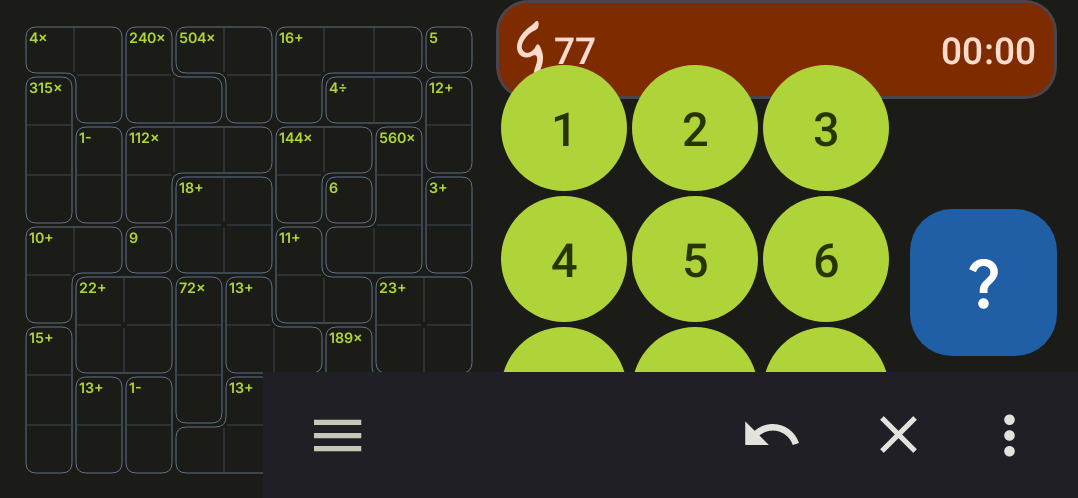 4× 240× 504× 16+ 5
315× 4÷ 12+
1- 112× 144× 560×
18+ 6 3+
10+ 9 11+
22+ 72× 13+ 23+
15+ 189×
13+ 1- 13+
77 00:00
1 2 3
4 5 6
?